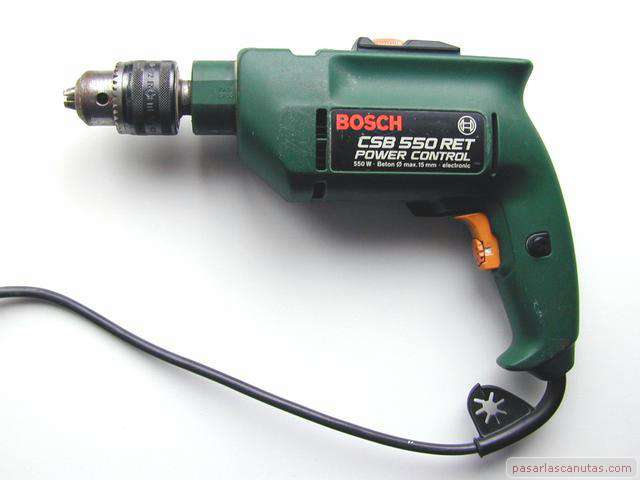 BOSCH
CSB 550 RET
POWER CONTROL
550 W · Beton Ø max. 15 mm · electronic
pasarlascanutas.com